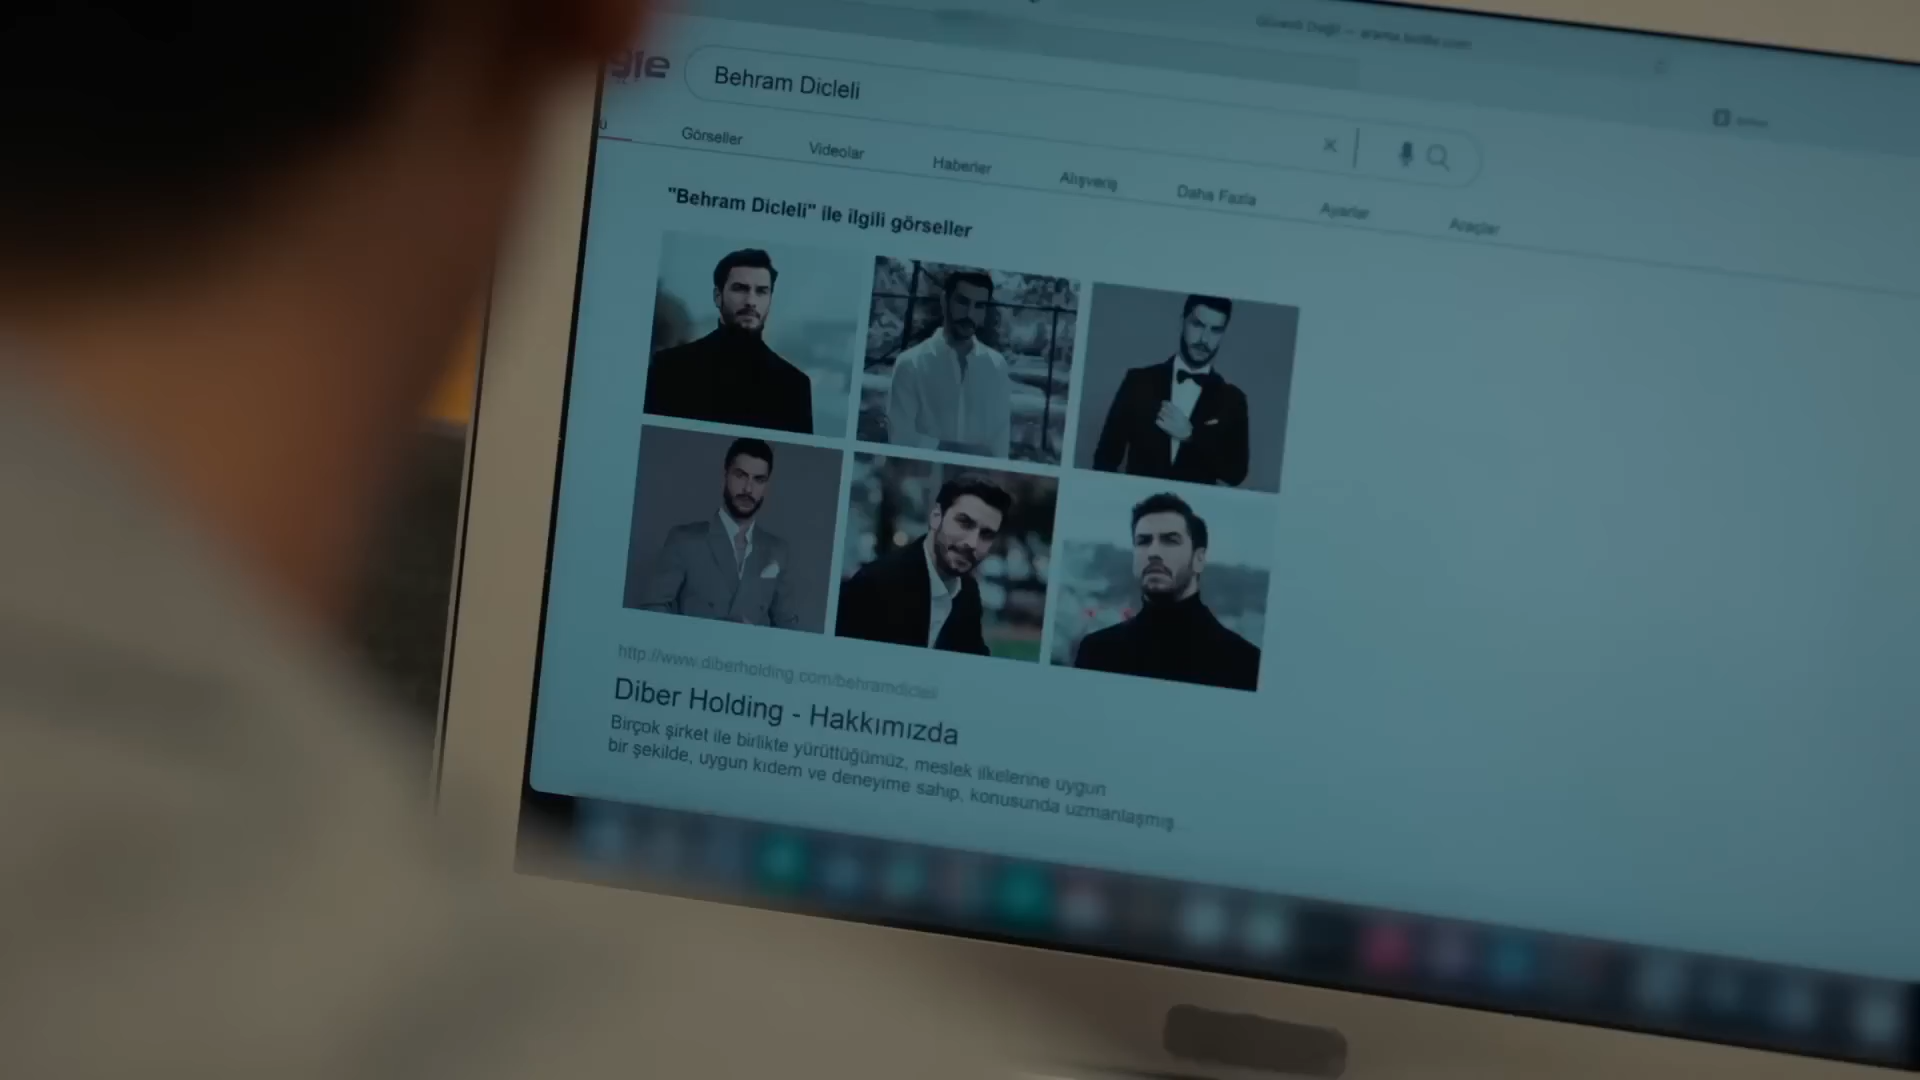 gle
Behram Dicleli
Görseller
Videolar
Haberler
Alışveriş
Daha Fazla
Ayarlar
Araçlar
"Behram Dicleli" ile ilgili görseller
http://www.diberholding.com/behramdicleli
Diber Holding - Hakkımızda
Birçok şirket ile birlikte yürüttüğümüz, meslek ilkelerine uygun
bir şekilde, uygun kıdem ve deneyime sahip, konusunda uzmanlaşmış...